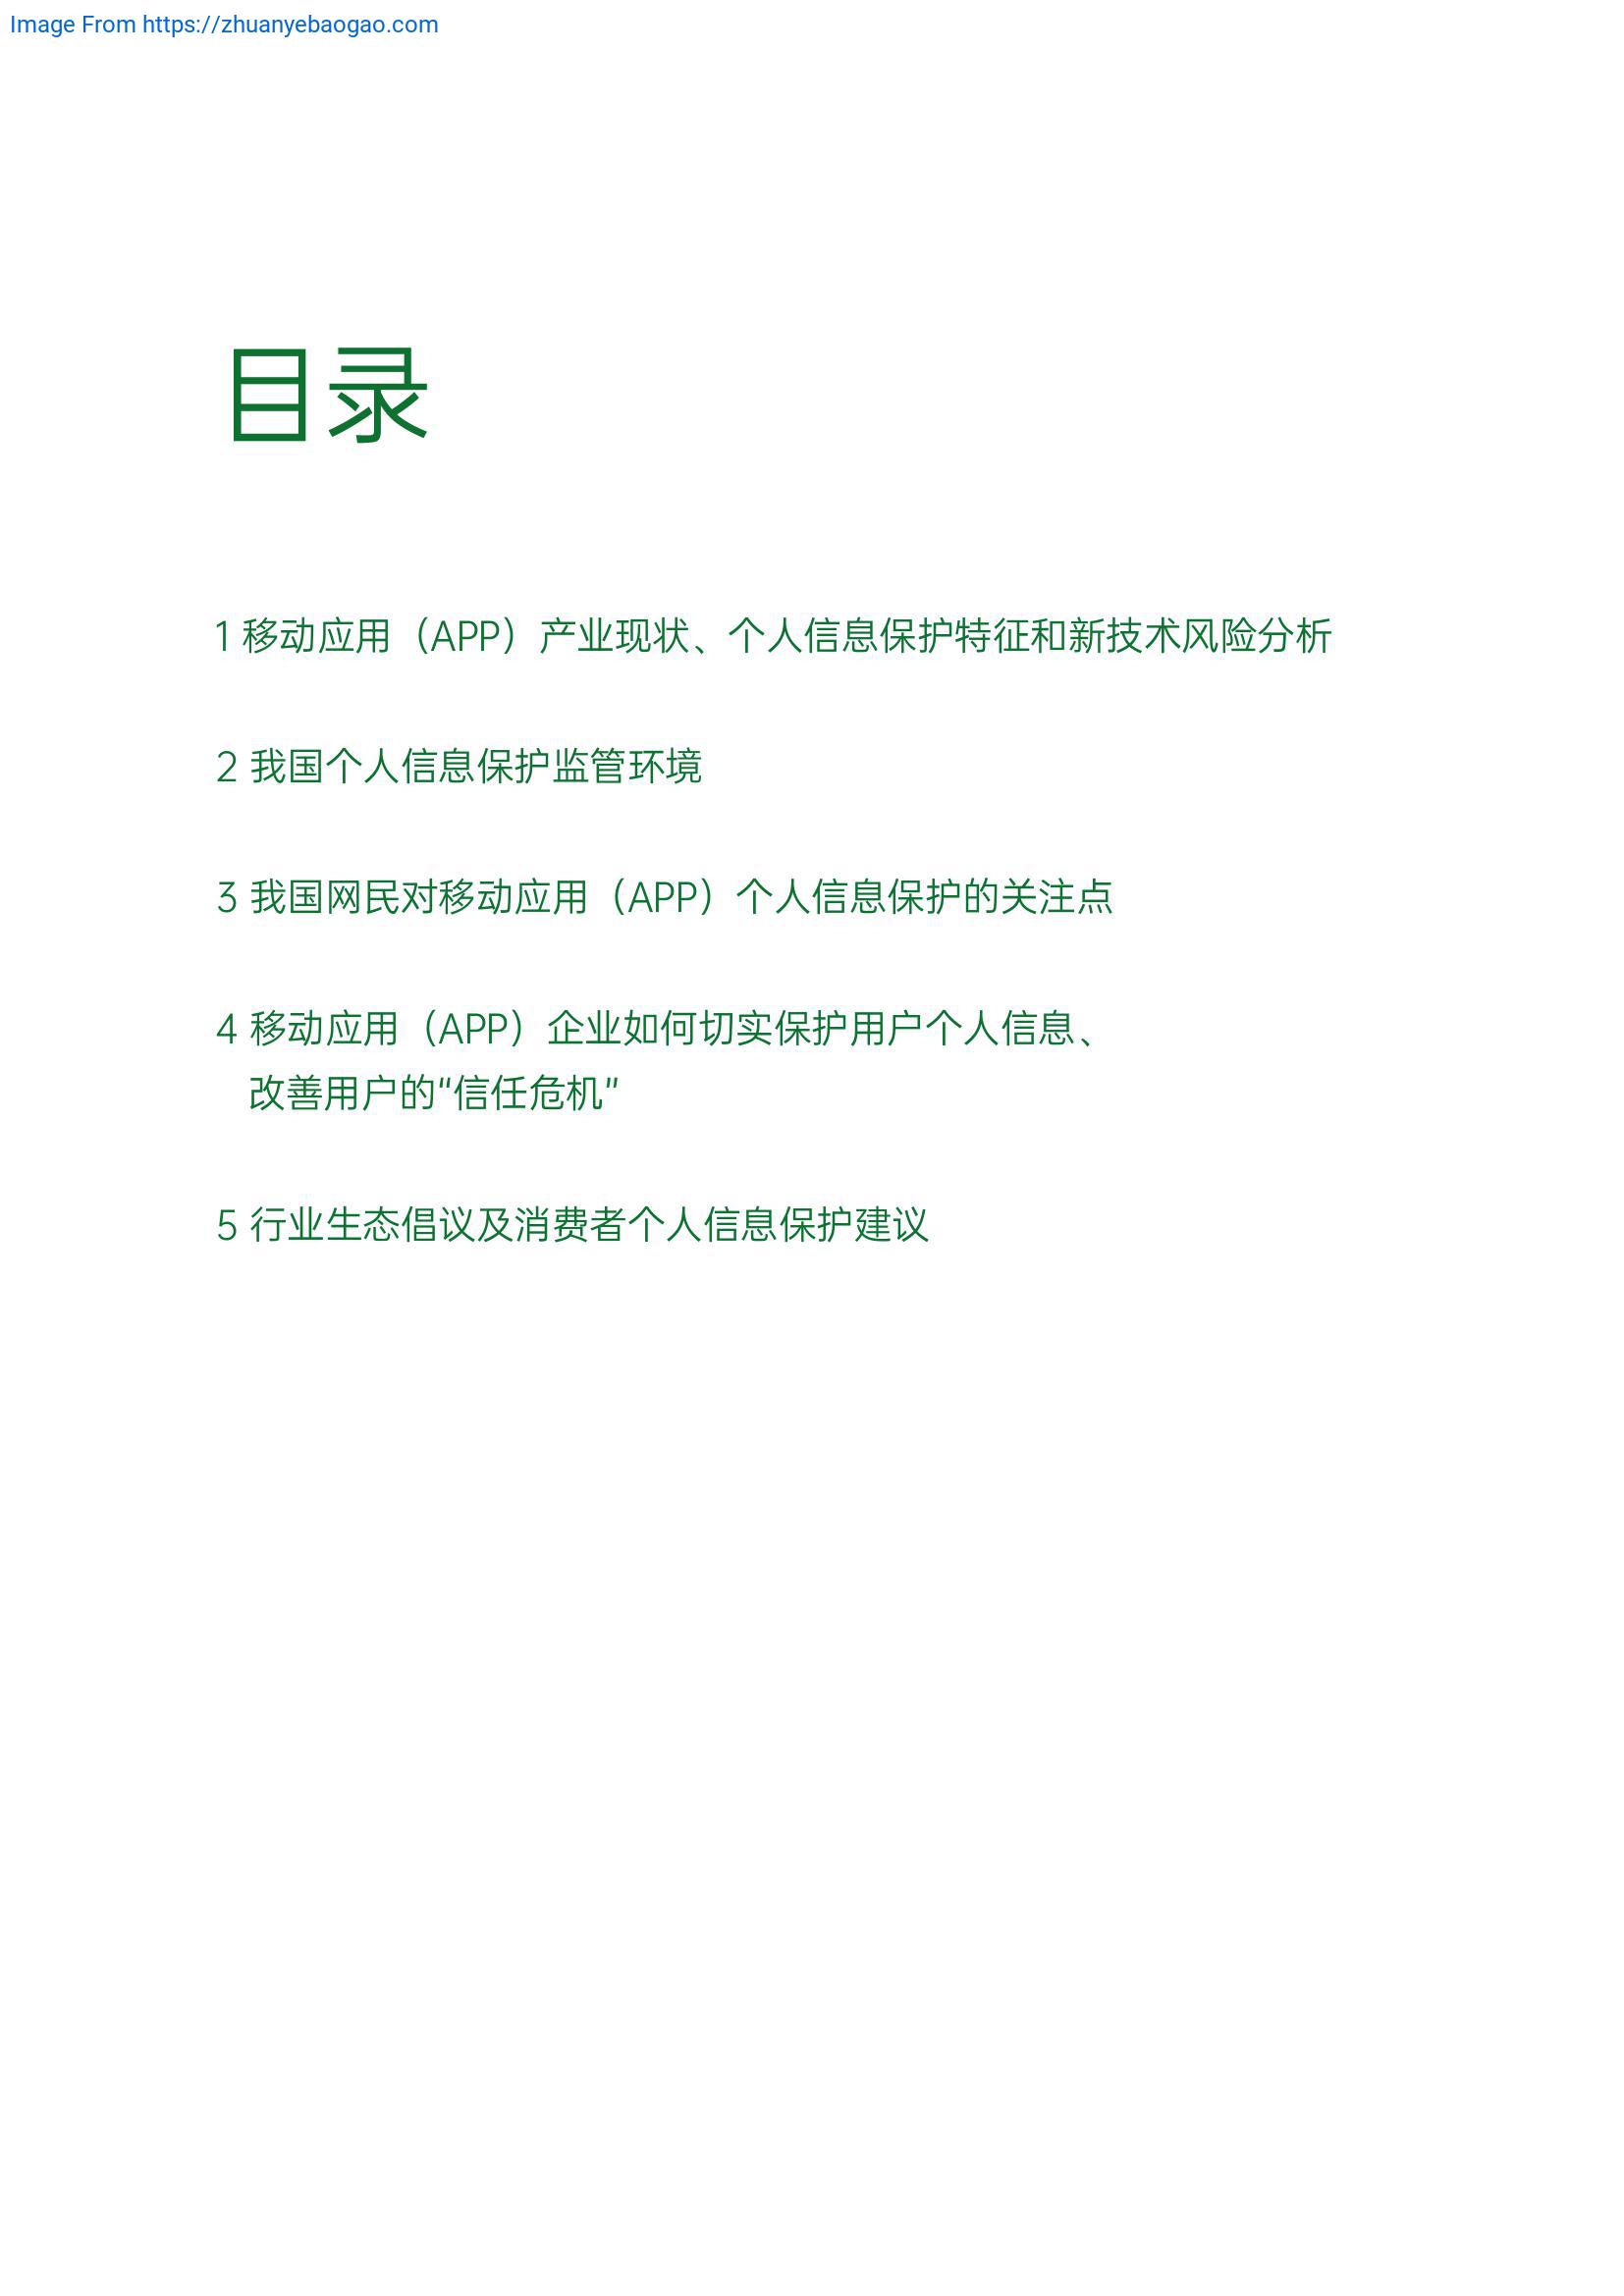 Image From https://zhuanyebaogao.com
目录
1 移动应用（APP）产业现状、个人信息保护特征和新技术风险分析
2 我国个人信息保护监管环境
3 我国网民对移动应用（APP）个人信息保护的关注点
4 移动应用（APP）企业如何切实保护用户个人信息、
改善用户的“信任危机”
5 行业生态倡议及消费者个人信息保护建议